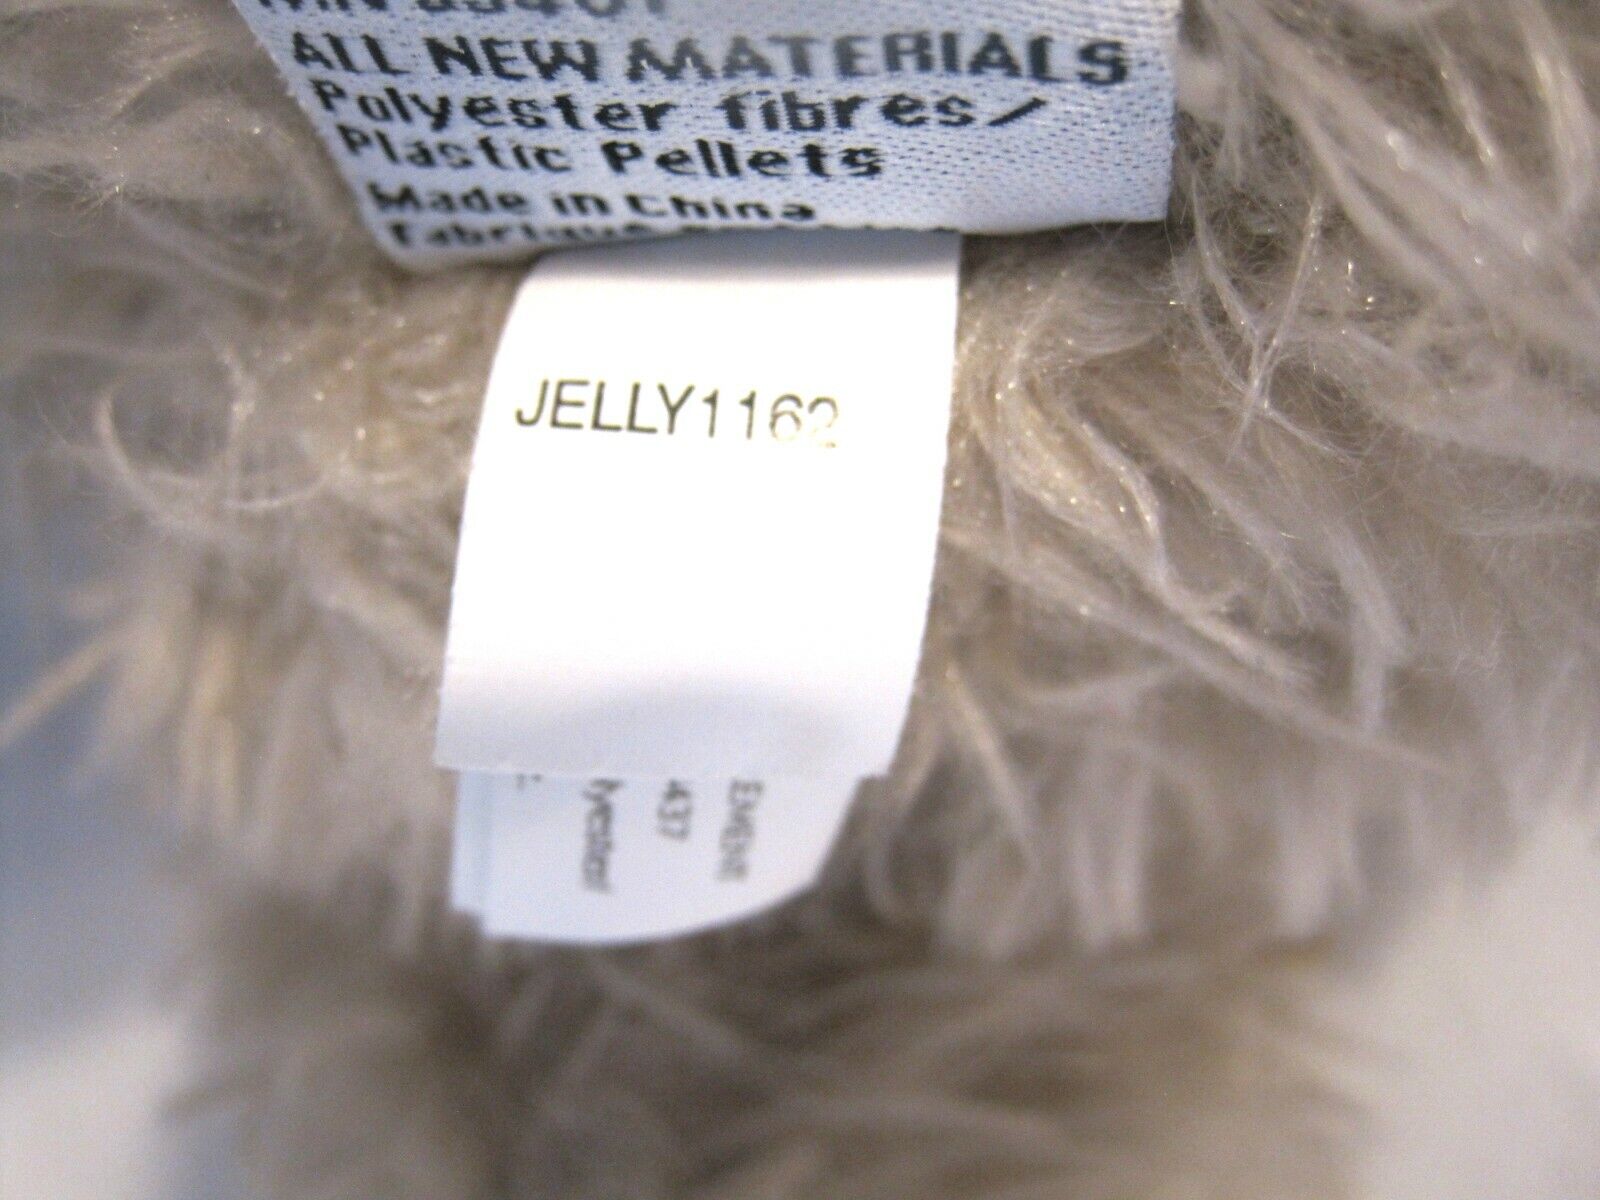 ALL NEW MATERIALS
Polyester fibres/
Plastic Pellets
Made in China
JELLY1162
437